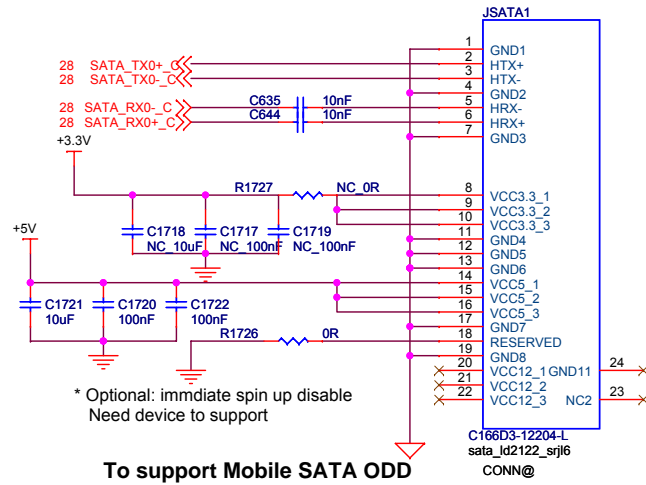 JSATA1
1 GND1
28 SATA_TX0+_C 2 HTX+
28 SATA_TX0-_C 3 HTX-
4 GND2
28 SATA_RX0-_C C635 10nF 5 HRX-
28 SATA_RX0+_C C644 10nF 6 HRX+
7 GND3
+3.3V
R1727 NC_0R 8 VCC3.3_1
9 VCC3.3_2
10 VCC3.3_3
C1718 C1717 C1719
NC_10uF NC_100nF NC_100nF
11 GND4
12 GND5
13 GND6
+5V
14 VCC5_1
15 VCC5_2
16 VCC5_3
C1721 C1720 C1722
10uF 100nF 100nF
17 GND7
R1726 0R 18 RESERVED
19 GND8
20 VCC12_1 GND11 24
21 VCC12_2
22 VCC12_3 NC2 23
* Optional: immdiate spin up disable
Need device to support
C166D3-12204-L
sata_ld2122_srjl6
CONN@
To support Mobile SATA ODD